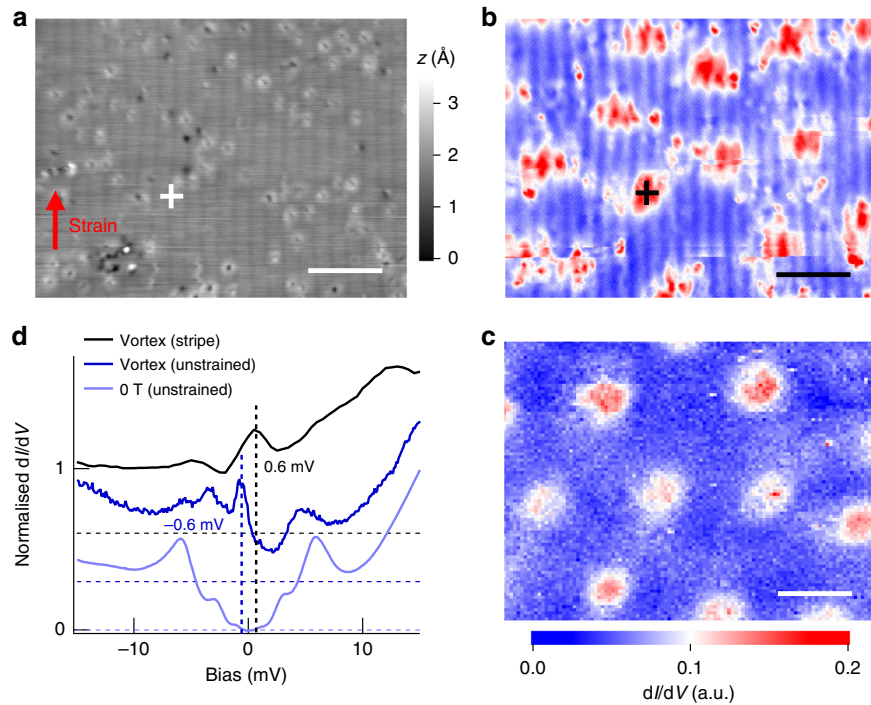 a
z (Å)
3
2
1
0
Strain
b
d
Vortex (stripe)
Vortex (unstrained)
0 T (unstrained)
Normalised dI/dV
1
0
0.6 mV
–0.6 mV
–10
0
10
Bias (mV)
c
0.0
0.1
0.2
dI/dV (a.u.)